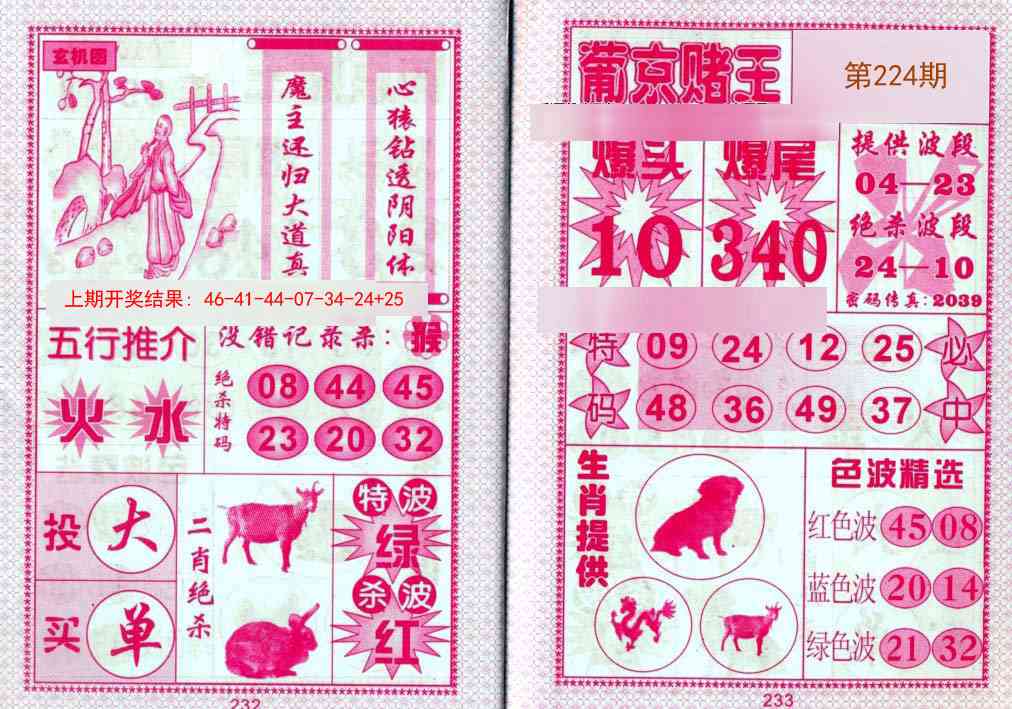 玄机图
魔主还归大道真
心猿钻透阴阳体
上期开奖结果：46-41-44-07-34-24+25
五行推介
火 水
没错记录杀：猴
绝杀特码
08 44 45
23 20 32
投 大
买 单
二肖绝杀
特波
绿
杀波
红
232
葡京赌王
第224期
爆头 爆尾
10 340
提供波段
04—23
绝杀波段
24—10
密码传真：2039
特码
09 24 12 25
48 36 49 37
必中
生肖提供
色波精选
红色波 45 08
蓝色波 20 14
绿色波 21 32
233